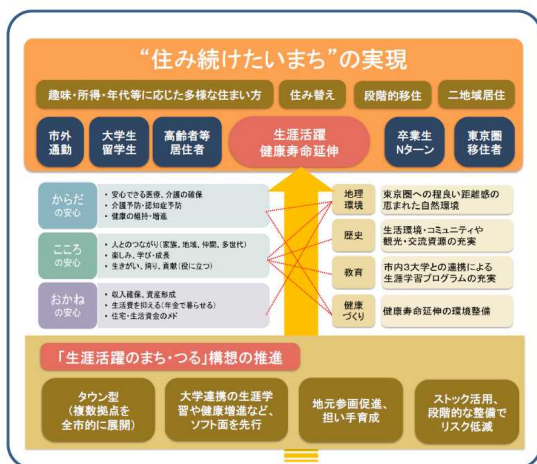 “住み続けたいまち”の実現
趣味・所得・年代等に応じた多様な住まい方
住み替え
段階的移住
二地域居住
市外
通勤
大学生
留学生
高齢者等
居住者
生涯活躍
健康寿命延伸
卒業生
Nターン
東京圏
移住者
からだ
の安心
• 安心できる医療、介護の確保
• 介護予防・認知症予防
• 健康の維持・増進
こころ
の安心
• 人とのつながり(家族、地域、仲間、多世代)
• 楽しみ、学び・成長
• 生きがい、誇り、貢献(役に立つ)
おかね
の安心
• 収入確保、資産形成
• 生活費を抑える(年金で暮らせる)
• 住宅・生活資金のメド
地理
環境
東京圏への程良い距離感の
恵まれた自然環境
歴史
生活環境・コミュニティや
観光・交流資源の充実
教育
市内3大学との連携による
生涯学習プログラムの充実
健康
づくり
健康寿命延伸の環境整備
「生涯活躍のまち・つる」構想の推進
タウン型
(複数拠点を
全市的に展開)
大学連携の生涯学
習や健康増進など、
ソフト面を先行
地元参画促進、
担い手育成
ストック活用、
段階的な整備で
リスク低減